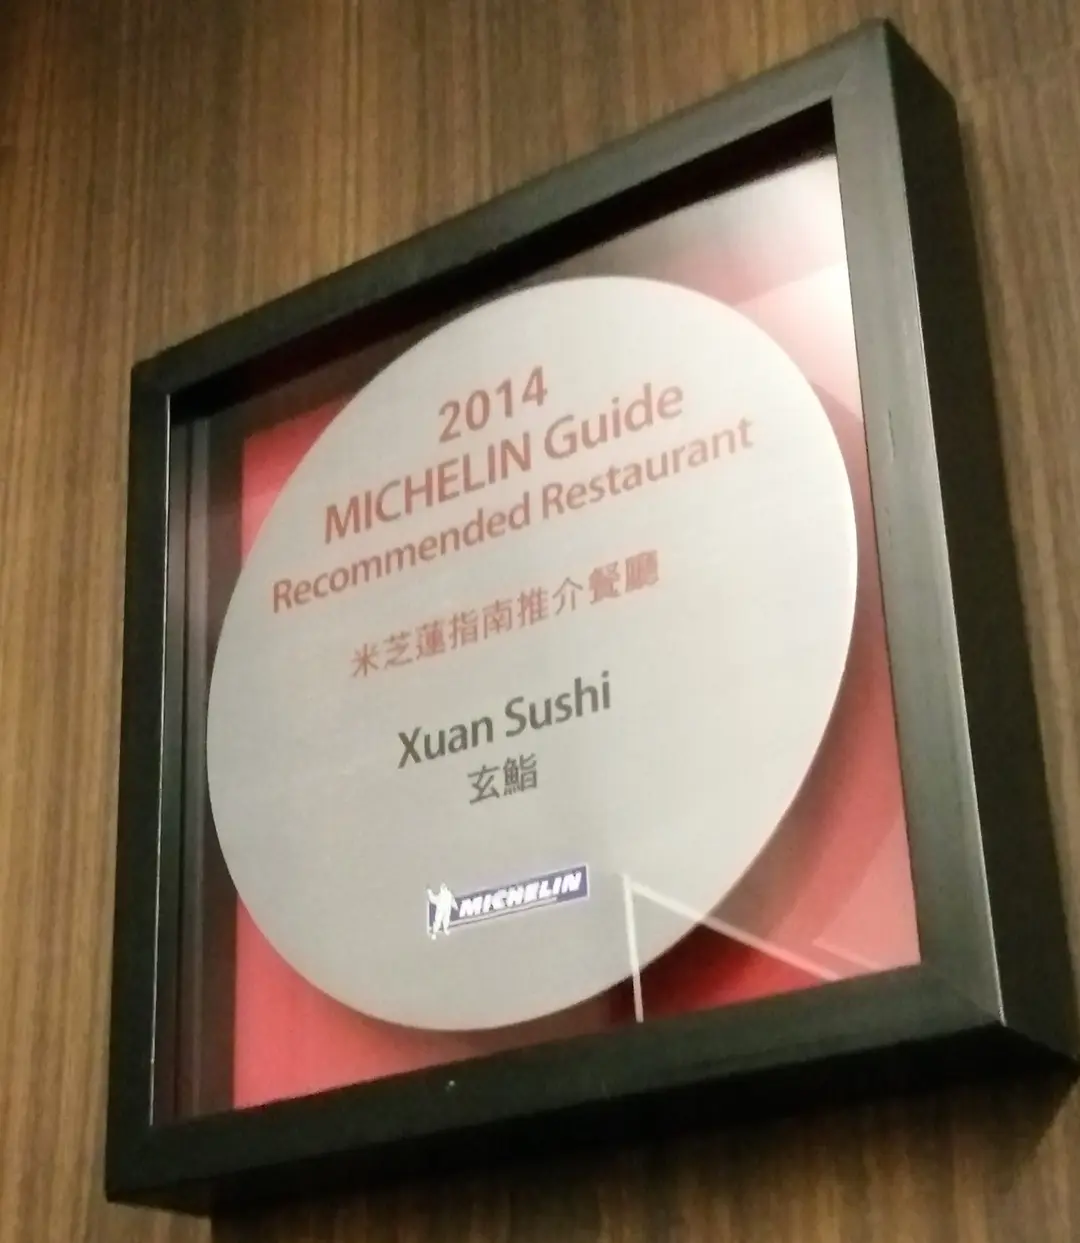 2014
MICHELIN Guide
Recommended Restaurant
米芝蓮指南推介餐廳
Xuan Sushi
玄鮨
MICHELIN